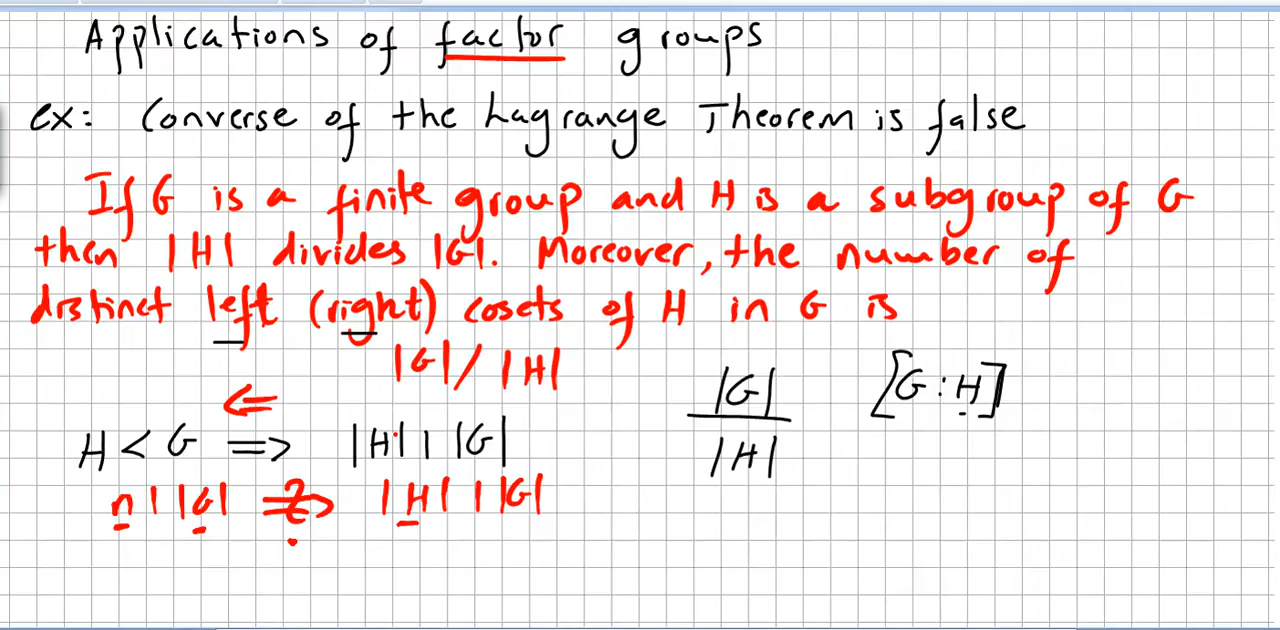 Applications of factor groups
ex: Converse of the Lagrange Theorem is false
If G is a finite group and H is a subgroup of G
then |H| divides |G|. Moreover, the number of
distinct left (right) cosets of H in G is
|G| / |H|
|G|
|H|
[G : H]
⇐
H < G ⇒ |H| | |G|
n | |G| ⇒ ? |H| | |G|